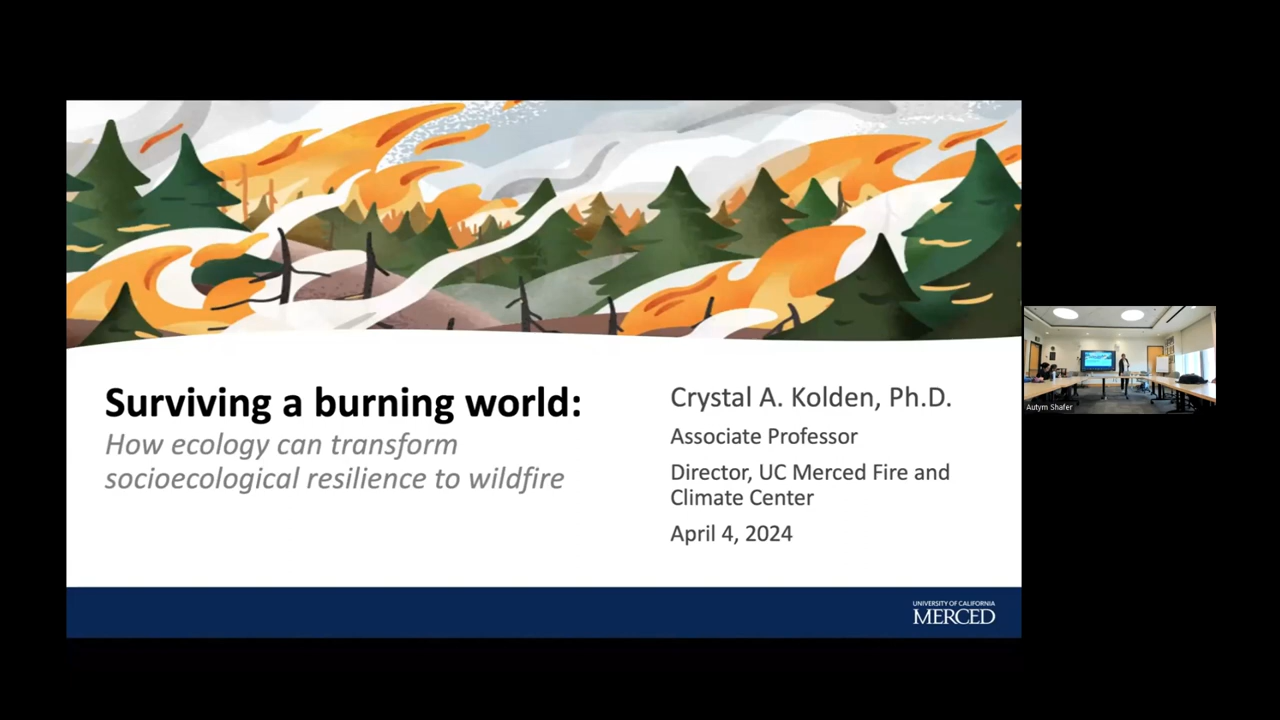 Surviving a burning world:
How ecology can transform
socioecological resilience to wildfire
Crystal A. Kolden, Ph.D.
Associate Professor
Director, UC Merced Fire and
Climate Center
April 4, 2024
UNIVERSITY OF CALIFORNIA
MERCED
Autym Shafer